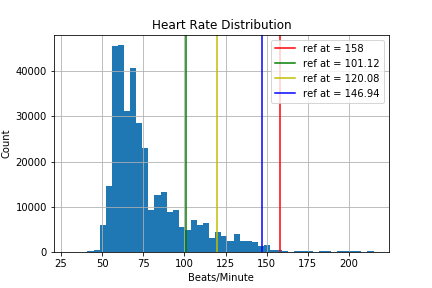 Heart Rate Distribution
ref at = 158
ref at = 101.12
ref at = 120.08
ref at = 146.94
Count
40000
30000
20000
10000
0
25 50 75 100 125 150 175 200
Beats/Minute